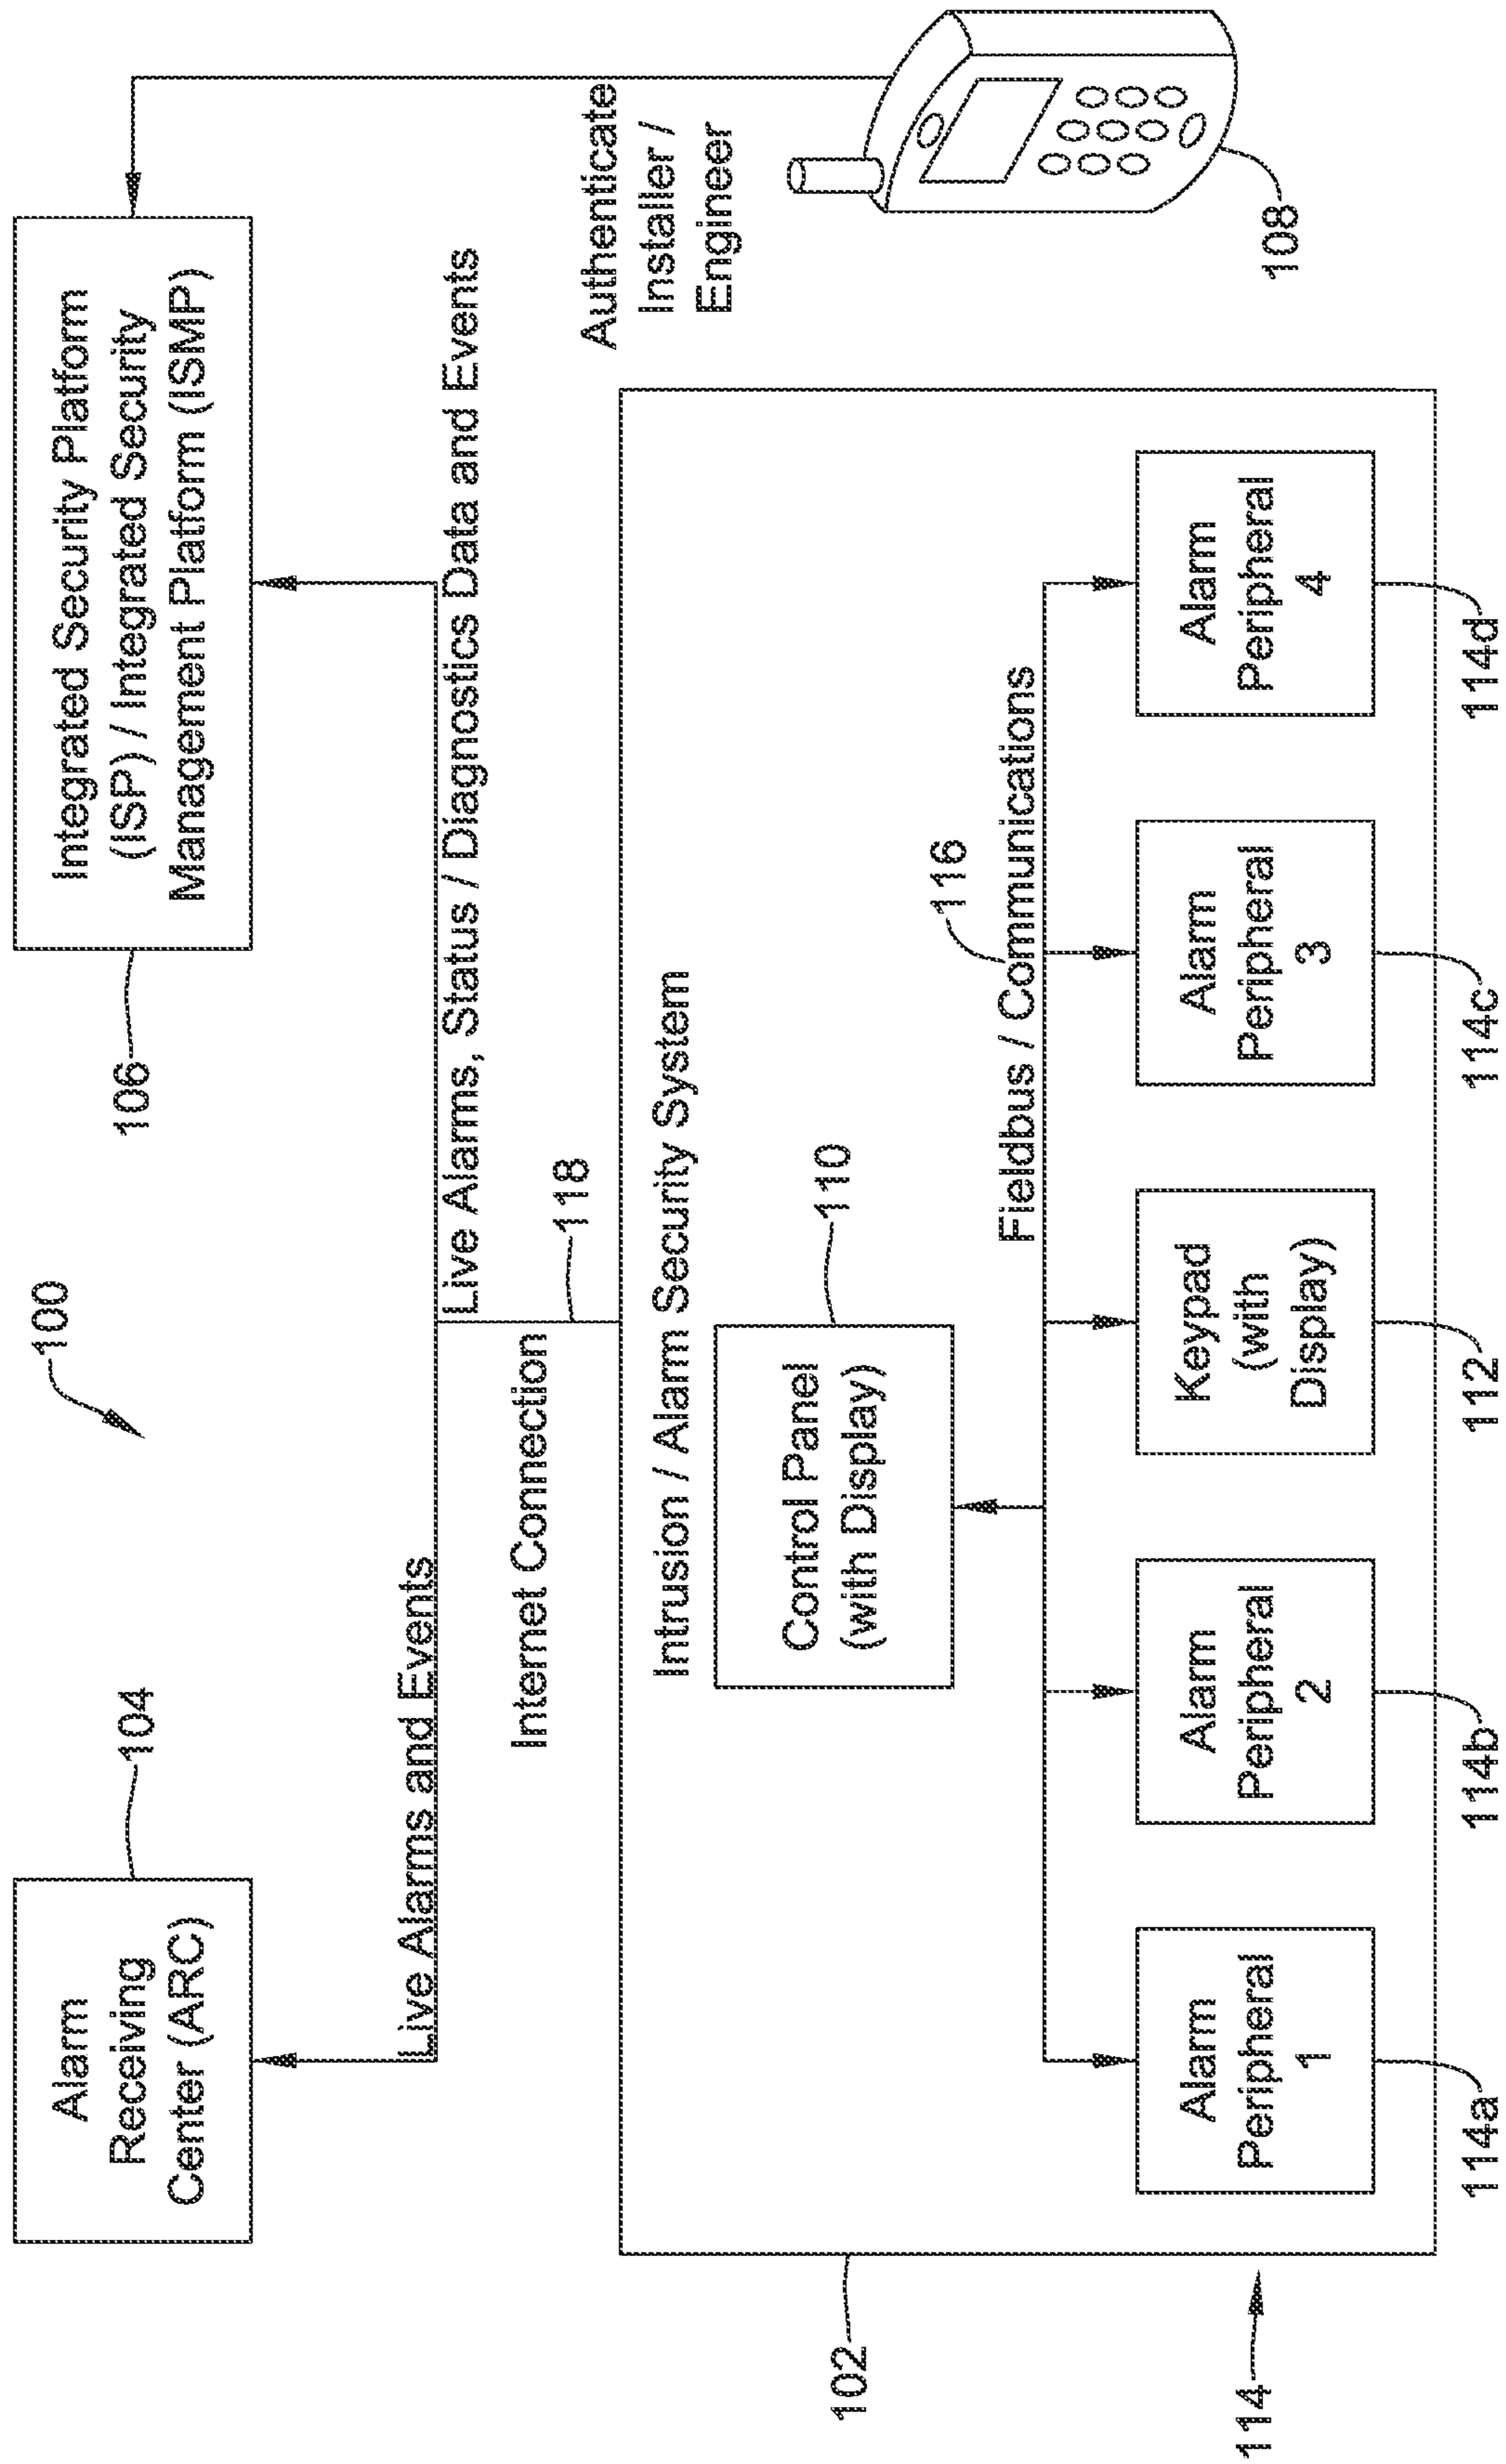 100
104
Alarm
Receiving
Center (ARC)
106
Integrated Security Platform
(ISP) / Integrated Security
Management Platform (ISMP)
Live Alarms and Events
Live Alarms, Status / Diagnostics Data and Events
Internet Connection
118
Authenticate
Installer /
Engineer
108
102
Intrusion / Alarm Security System
110
Control Panel
(with Display)
116
Fieldbus / Communications
114
Alarm
Peripheral
1
Alarm
Peripheral
2
Keypad
(with
Display)
Alarm
Peripheral
3
Alarm
Peripheral
4
114a
114b
112
114c
114d